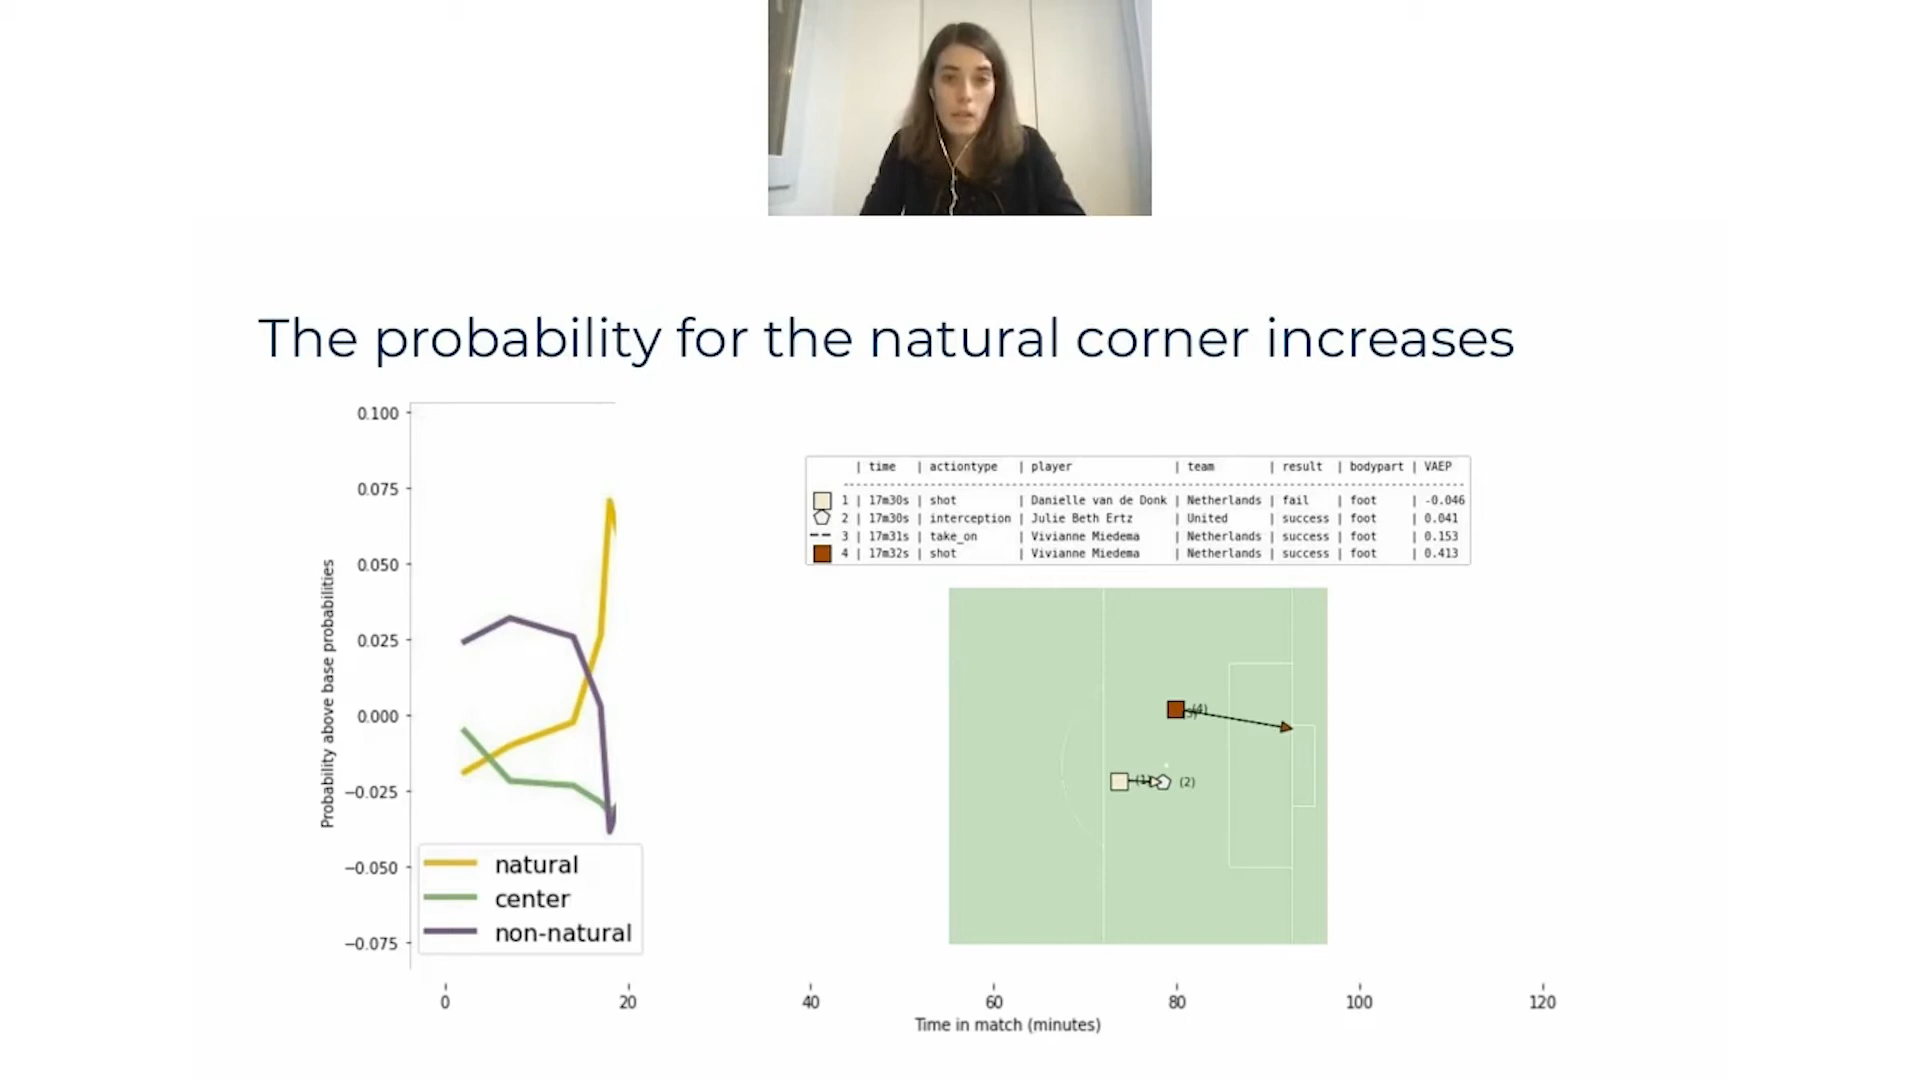 The probability for the natural corner increases
0.100
0.075
0.050
0.025
0.000
−0.025
−0.050
−0.075
Probability above base probabilities
natural
center
non-natural
| time | actiontype | player | team | result | bodypart | VAEP
1 | 17m30s | shot | Danielle van de Donk | Netherlands | fail | foot | -0.046
2 | 17m30s | interception | Julie Beth Ertz | United | success | foot | 0.041
3 | 17m31s | take_on | Vivianne Miedema | Netherlands | success | foot | 0.153
4 | 17m32s | shot | Vivianne Miedema | Netherlands | success | foot | 0.413
(4)
(1)
(2)
0 20 40 60 80 100 120
Time in match (minutes)